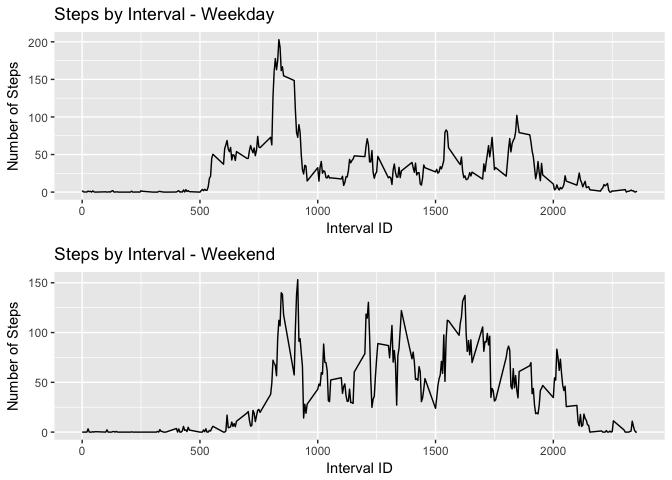 Steps by Interval - Weekday
200
150
100
50
0
Number of Steps
0 500 1000 1500 2000
Interval ID
Steps by Interval - Weekend
150
100
50
0
Number of Steps
0 500 1000 1500 2000
Interval ID